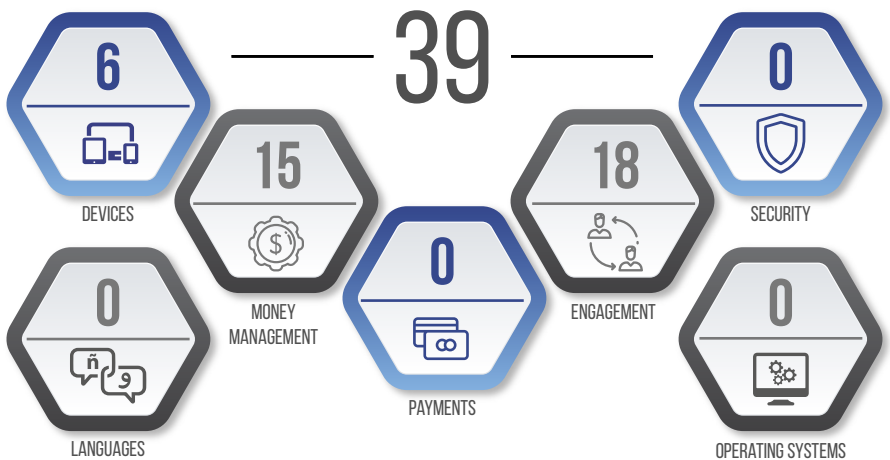 39
6
DEVICES
15
$
MONEY
MANAGEMENT
0
PAYMENTS
18
ENGAGEMENT
0
SECURITY
0
ñ
و
LANGUAGES
0
OPERATING SYSTEMS